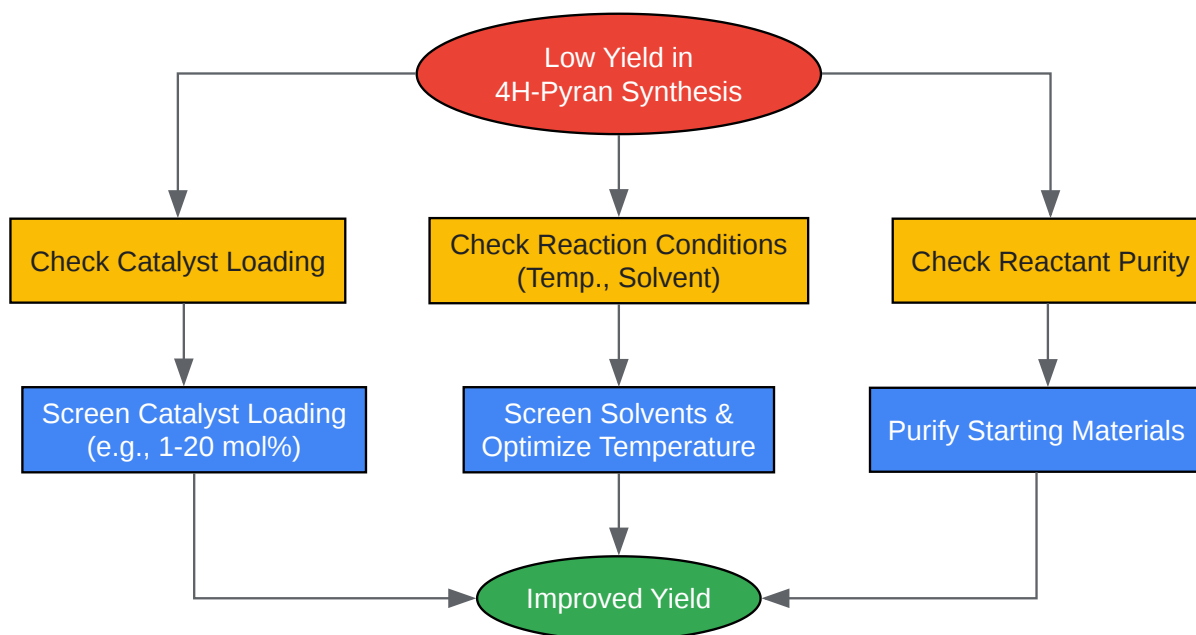 Low Yield in
4H-Pyran Synthesis
Check Catalyst Loading
Check Reaction Conditions
(Temp., Solvent)
Check Reactant Purity
Screen Catalyst Loading
(e.g., 1-20 mol%)
Screen Solvents &
Optimize Temperature
Purify Starting Materials
Improved Yield